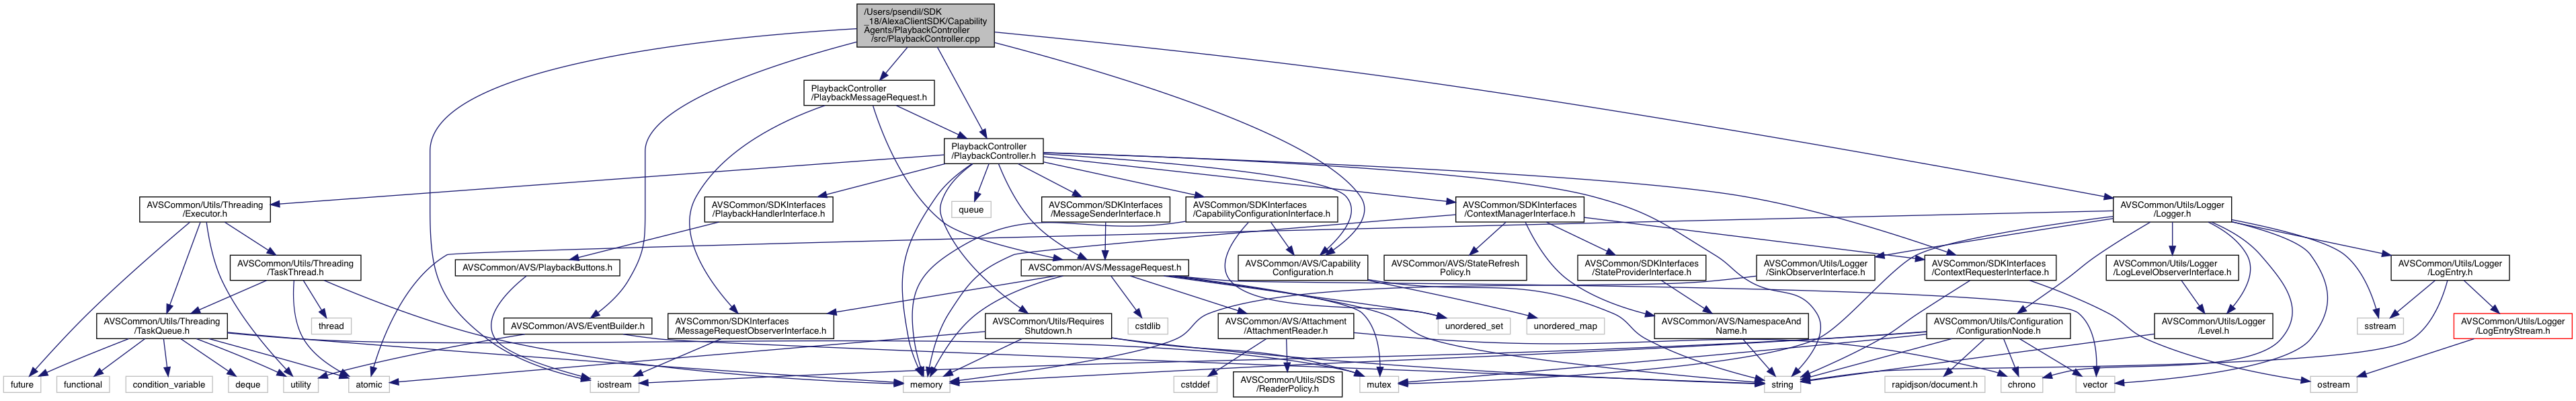 /Users/psendil/SDK
_18/AlexaClientSDK/Capability
Agents/PlaybackController
/src/PlaybackController.cpp
PlaybackController
/PlaybackMessageRequest.h
PlaybackController
/PlaybackController.h
AVSCommon/Utils/Threading
/Executor.h
AVSCommon/SDKInterfaces
/PlaybackHandlerInterface.h
queue
AVSCommon/SDKInterfaces
/MessageSenderInterface.h
AVSCommon/SDKInterfaces
/CapabilityConfigurationInterface.h
AVSCommon/SDKInterfaces
/ContextManagerInterface.h
AVSCommon/Utils/Logger
/Logger.h
AVSCommon/Utils/Threading
/TaskThread.h
AVSCommon/AVS/PlaybackButtons.h
AVSCommon/AVS/MessageRequest.h
AVSCommon/AVS/Capability
Configuration.h
AVSCommon/AVS/StateRefresh
Policy.h
AVSCommon/SDKInterfaces
/StateProviderInterface.h
AVSCommon/Utils/Logger
/SinkObserverInterface.h
AVSCommon/SDKInterfaces
/ContextRequesterInterface.h
AVSCommon/Utils/Logger
/LogLevelObserverInterface.h
AVSCommon/Utils/Logger
/LogEntry.h
AVSCommon/Utils/Threading
/TaskQueue.h
thread
AVSCommon/AVS/EventBuilder.h
AVSCommon/SDKInterfaces
/MessageRequestObserverInterface.h
AVSCommon/Utils/Requires
Shutdown.h
cstdlib
AVSCommon/AVS/Attachment
/AttachmentReader.h
unordered_set
unordered_map
AVSCommon/AVS/NamespaceAnd
Name.h
AVSCommon/Utils/Configuration
/ConfigurationNode.h
AVSCommon/Utils/Logger
/Level.h
sstream
AVSCommon/Utils/Logger
/LogEntryStream.h
future
functional
condition_variable
deque
utility
atomic
iostream
memory
cstddef
AVSCommon/Utils/SDS
/ReaderPolicy.h
mutex
string
rapidjson/document.h
chrono
vector
ostream